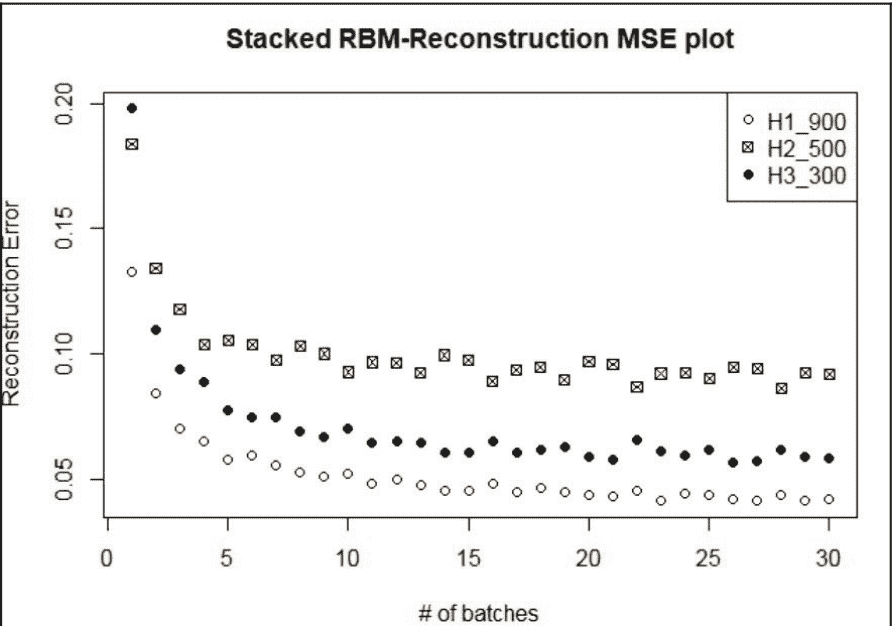 Stacked RBM-Reconstruction MSE plot
H1_900
H2_500
H3_300
Reconstruction Error
0.20
0.15
0.10
0.05
0 5 10 15 20 25 30
# of batches